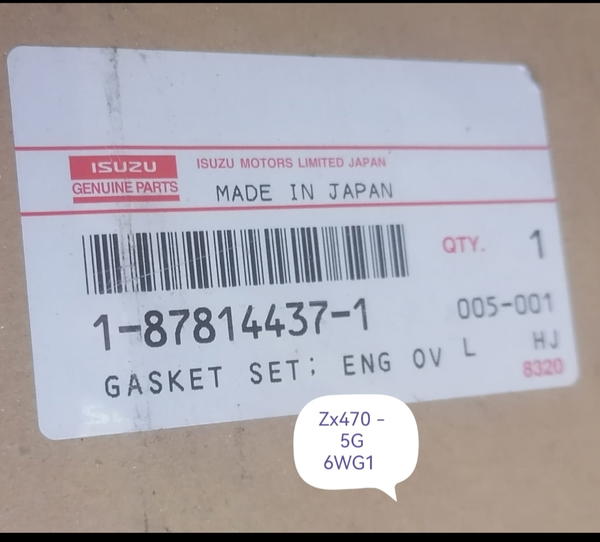 ISUZU
GENUINE PARTS
ISUZU MOTORS LIMITED JAPAN
MADE IN JAPAN
QTY. 1
1-87814437-1
005-001
GASKET SET; ENG OV L HJ
8320
Zx470 -
5G
6WG1